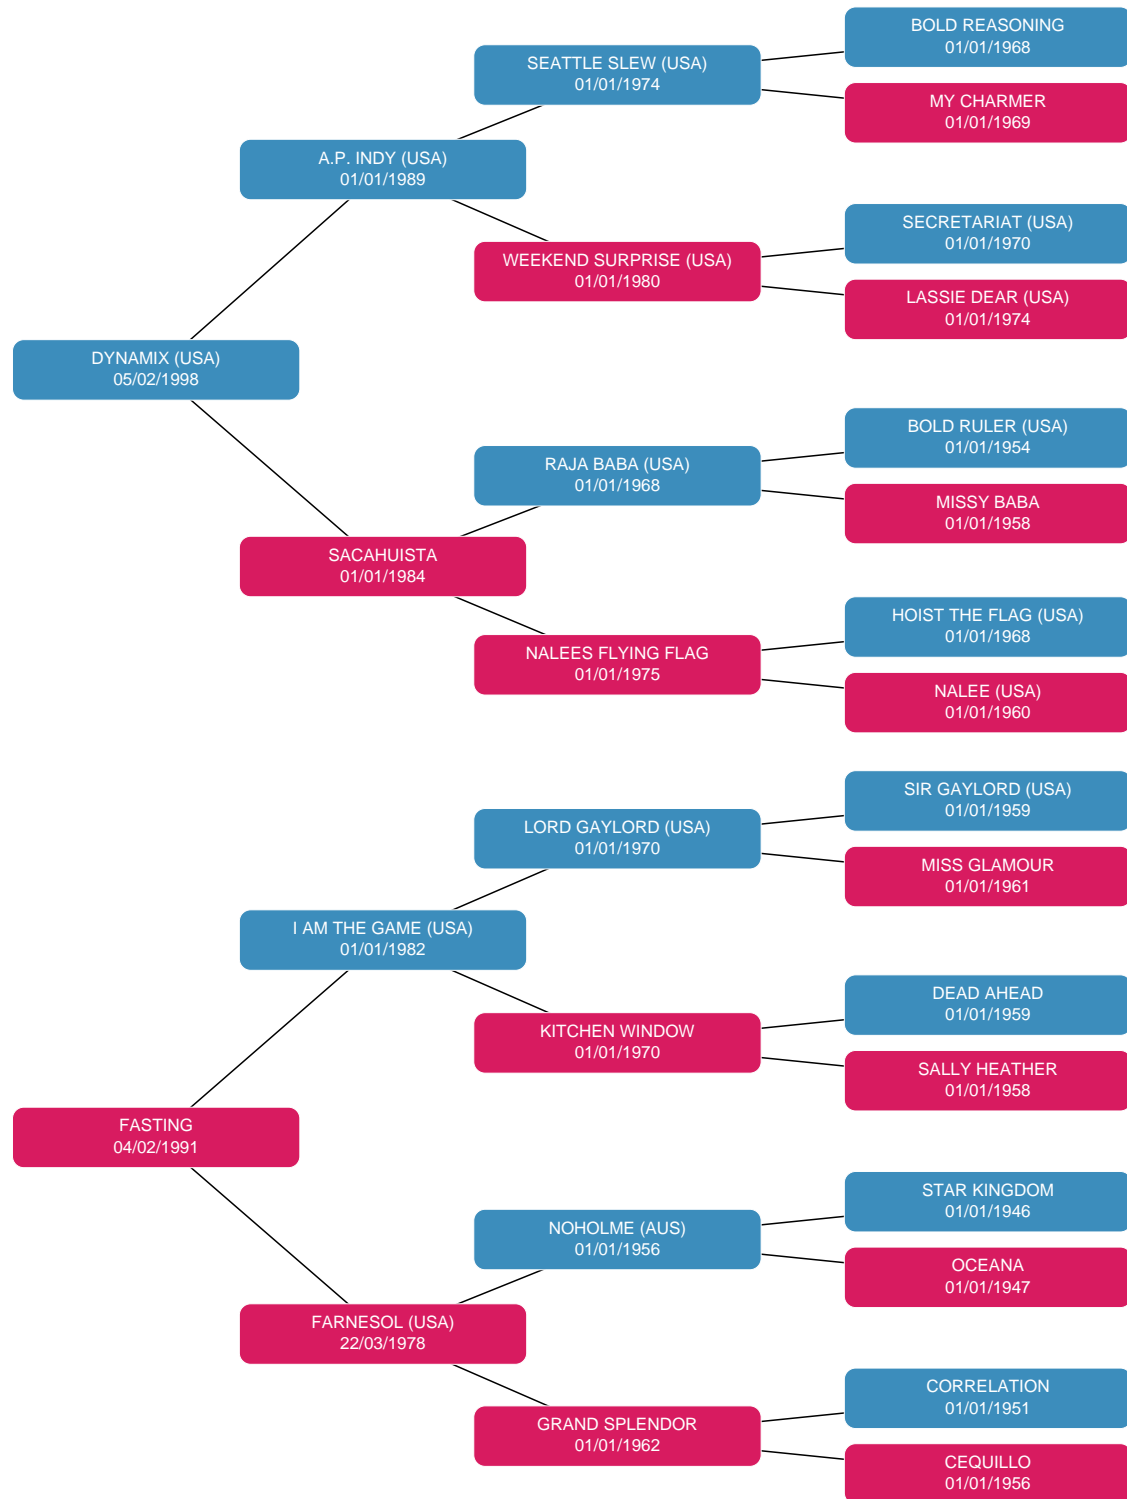 BOLD REASONING
01/01/1968
SEATTLE SLEW (USA)
01/01/1974
MY CHARMER
01/01/1969
A.P. INDY (USA)
01/01/1989
SECRETARIAT (USA)
01/01/1970
WEEKEND SURPRISE (USA)
01/01/1980
LASSIE DEAR (USA)
01/01/1974
DYNAMIX (USA)
05/02/1998
BOLD RULER (USA)
01/01/1954
RAJA BABA (USA)
01/01/1968
MISSY BABA
01/01/1958
SACAHUISTA
01/01/1984
HOIST THE FLAG (USA)
01/01/1968
NALEES FLYING FLAG
01/01/1975
NALEE (USA)
01/01/1960
SIR GAYLORD (USA)
01/01/1959
LORD GAYLORD (USA)
01/01/1970
MISS GLAMOUR
01/01/1961
I AM THE GAME (USA)
01/01/1982
DEAD AHEAD
01/01/1959
KITCHEN WINDOW
01/01/1970
SALLY HEATHER
01/01/1958
FASTING
04/02/1991
STAR KINGDOM
01/01/1946
NOHOLME (AUS)
01/01/1956
OCEANA
01/01/1947
FARNESOL (USA)
22/03/1978
CORRELATION
01/01/1951
GRAND SPLENDOR
01/01/1962
CEQUILLO
01/01/1956